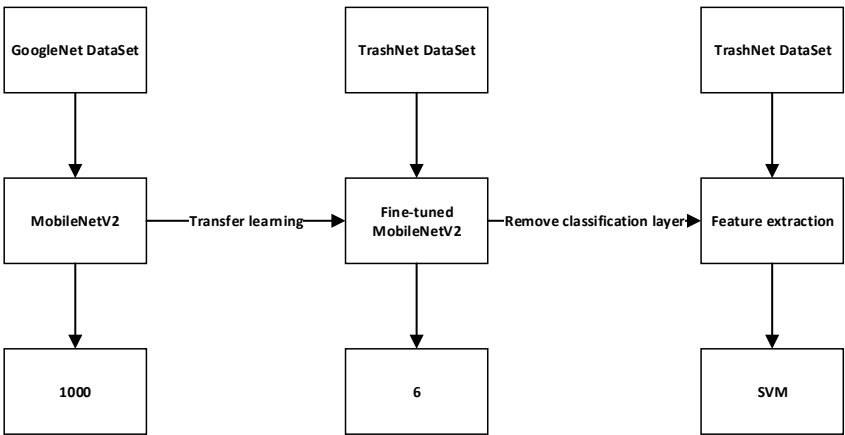 GoogleNet DataSet
TrashNet DataSet
TrashNet DataSet
MobileNetV2
Transfer learning
Fine-tuned
MobileNetV2
Remove classification layer
Feature extraction
1000
6
SVM